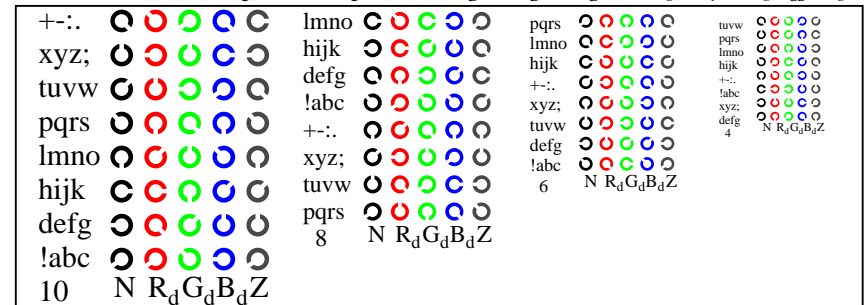 +-:.
xyz;
tuvw
pqrs
lmno
hijk
defg
!abc
10 N RdGdBdZ
lmno
hijk
defg
!abc
+-:.
xyz;
tuvw
pqrs
8 N RdGdBdZ
pqrs
lmno
hijk
+-:.
xyz;
tuvw
defg
!abc
6 N RdGdBdZ
tuvw
pqrs
lmno
hijk
+-:.
!abc
xyz;
defg
4 N RdGdBdZ